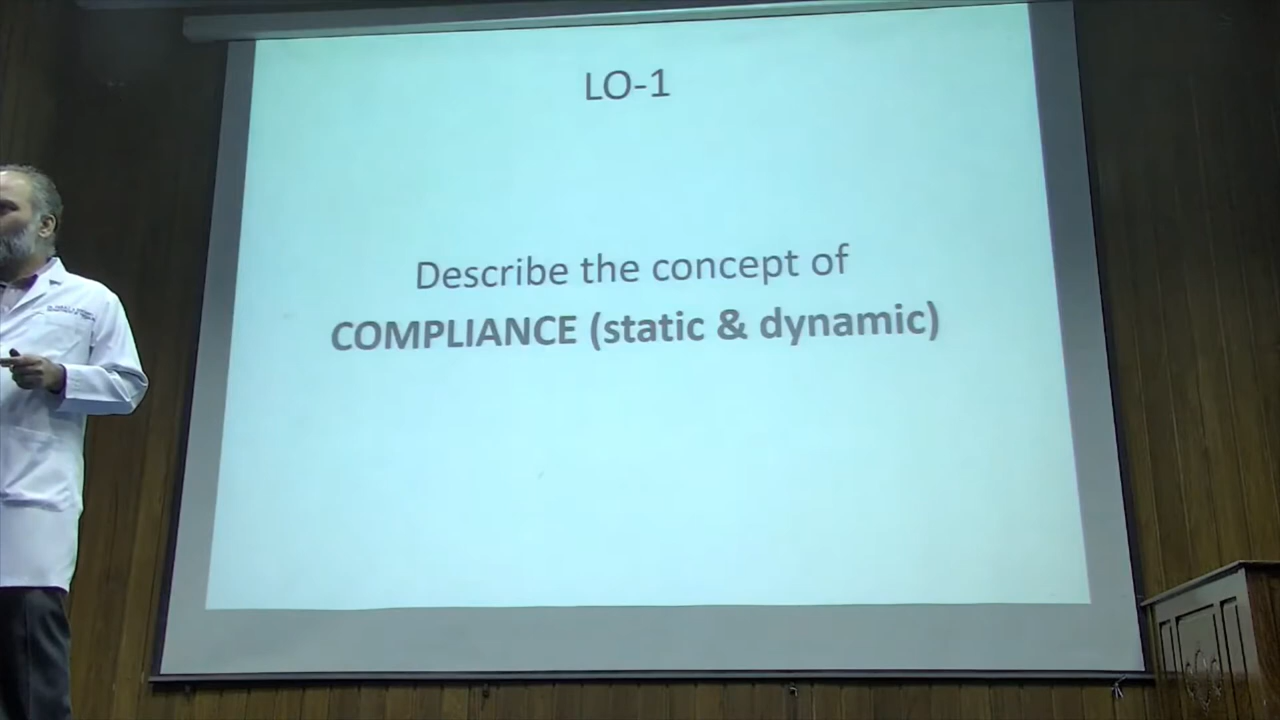 LO-1
Describe the concept of
COMPLIANCE (static & dynamic)